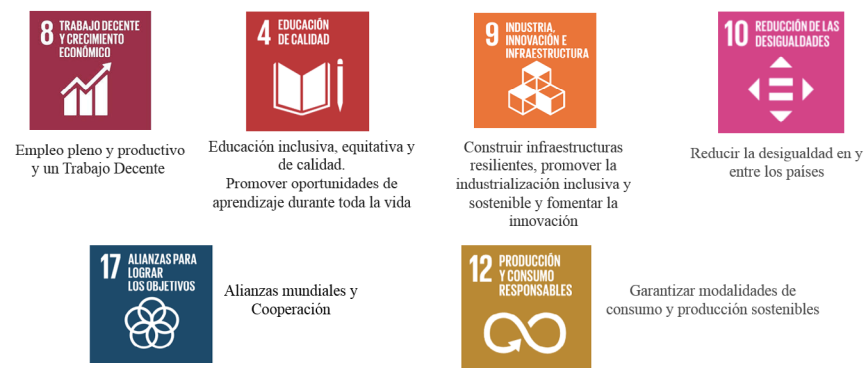 8 TRABAJO DECENTE
Y CRECIMIENTO
ECONÓMICO
Empleo pleno y productivo
y un Trabajo Decente
4 EDUCACIÓN
DE CALIDAD
Educación inclusiva, equitativa y
de calidad.
Promover oportunidades de
aprendizaje durante toda la vida
9 INDUSTRIA,
INNOVACIÓN E
INFRAESTRUCTURA
Construir infraestructuras
resilientes, promover la
industrialización inclusiva y
sostenible y fomentar la
innovación
10 REDUCCIÓN DE LAS
DESIGUALDADES
Reducir la desigualdad en y
entre los países
17 ALIANZAS PARA
LOGRAR
LOS OBJETIVOS
Alianzas mundiales y
Cooperación
12 PRODUCCIÓN
Y CONSUMO
RESPONSABLES
Garantizar modalidades de
consumo y producción sostenibles